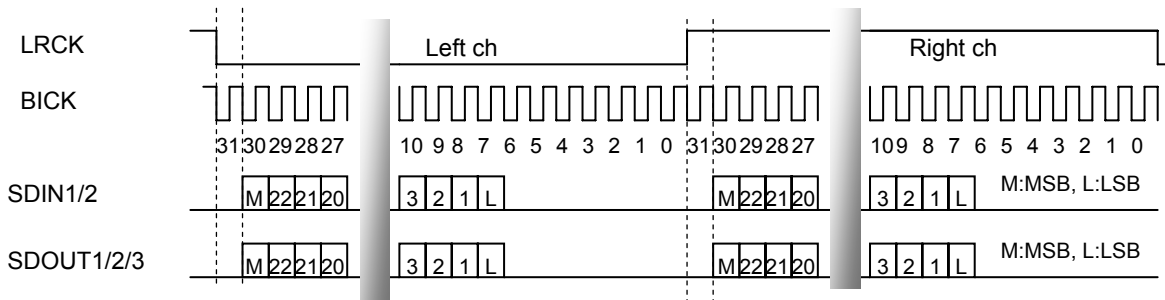 LRCK Left ch Right ch
BICK
31 30 29 28 27 10 9 8 7 6 5 4 3 2 1 0 31 30 29 28 27 10 9 8 7 6 5 4 3 2 1 0
SDIN1/2 M 22 21 20 3 2 1 L M 22 21 20 3 2 1 L M:MSB, L:LSB
SDOUT1/2/3 M 22 21 20 3 2 1 L M 22 21 20 3 2 1 L M:MSB, L:LSB